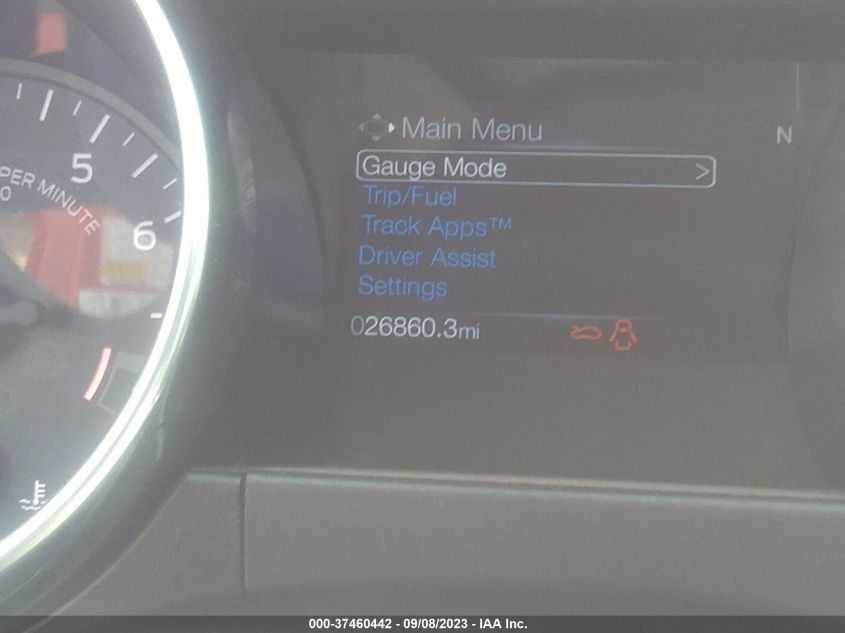 Main Menu
N
Gauge Mode >
Trip/Fuel
Track Apps™
Driver Assist
Settings
026860.3mi
5
6
PER MINUTE
0
000-37460442 - 09/08/2023 - IAA Inc.